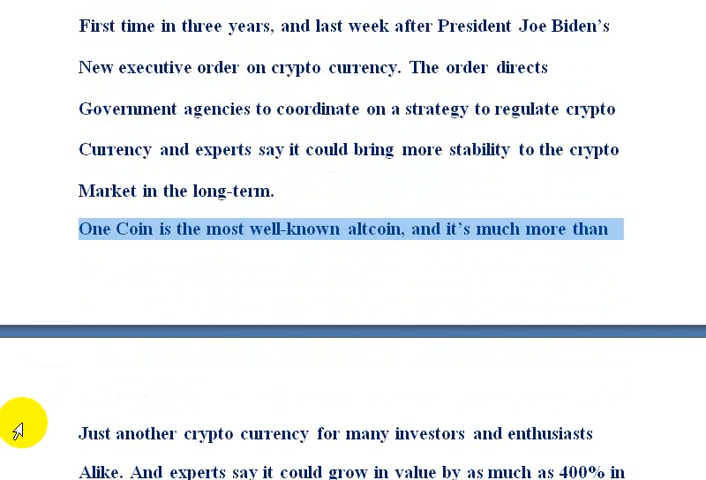 First time in three years, and last week after President Joe Biden's
New executive order on crypto currency. The order directs
Government agencies to coordinate on a strategy to regulate crypto
Currency and experts say it could bring more stability to the crypto
Market in the long-term.
One Coin is the most well-known altcoin, and it's much more than
Just another crypto currency for many investors and enthusiasts
Alike. And experts say it could grow in value by as much as 400% in